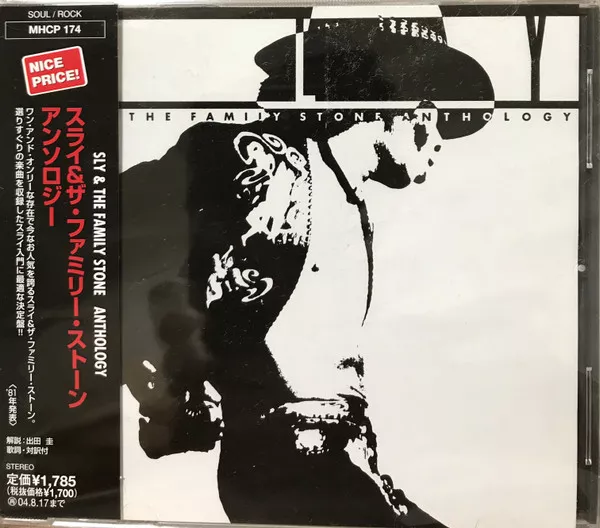 SOUL / ROCK
MHCP 174
NICE
PRICE!
スライ&ザ・ファミリー・ストーン
アンソロジー
SLY & THE FAMILY STONE ANTHOLOGY
ワン・アンド・オンリーな存在で今なお人気を誇るスライ&ザ・ファミリー・ストーン。
選りすぐりの楽曲を収録したスライ入門に最適な決定盤!!
〈'81年発表〉
解説:出田 圭
歌詞・対訳付
STEREO
定価¥1,785
(税抜価格¥1,700)
再 04.8.17まで
THE FAMILY STONE ANTHOLOGY